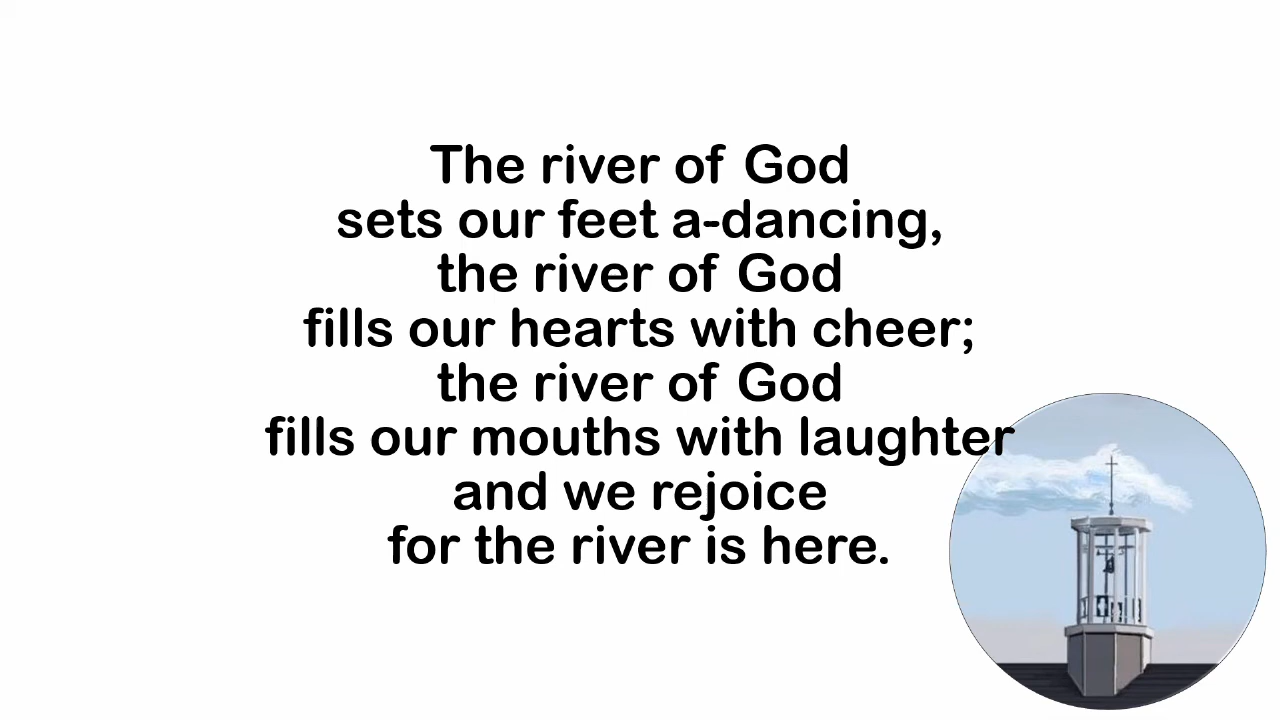 The river of God
sets our feet a-dancing,
the river of God
fills our hearts with cheer;
the river of God
fills our mouths with laughter
and we rejoice
for the river is here.